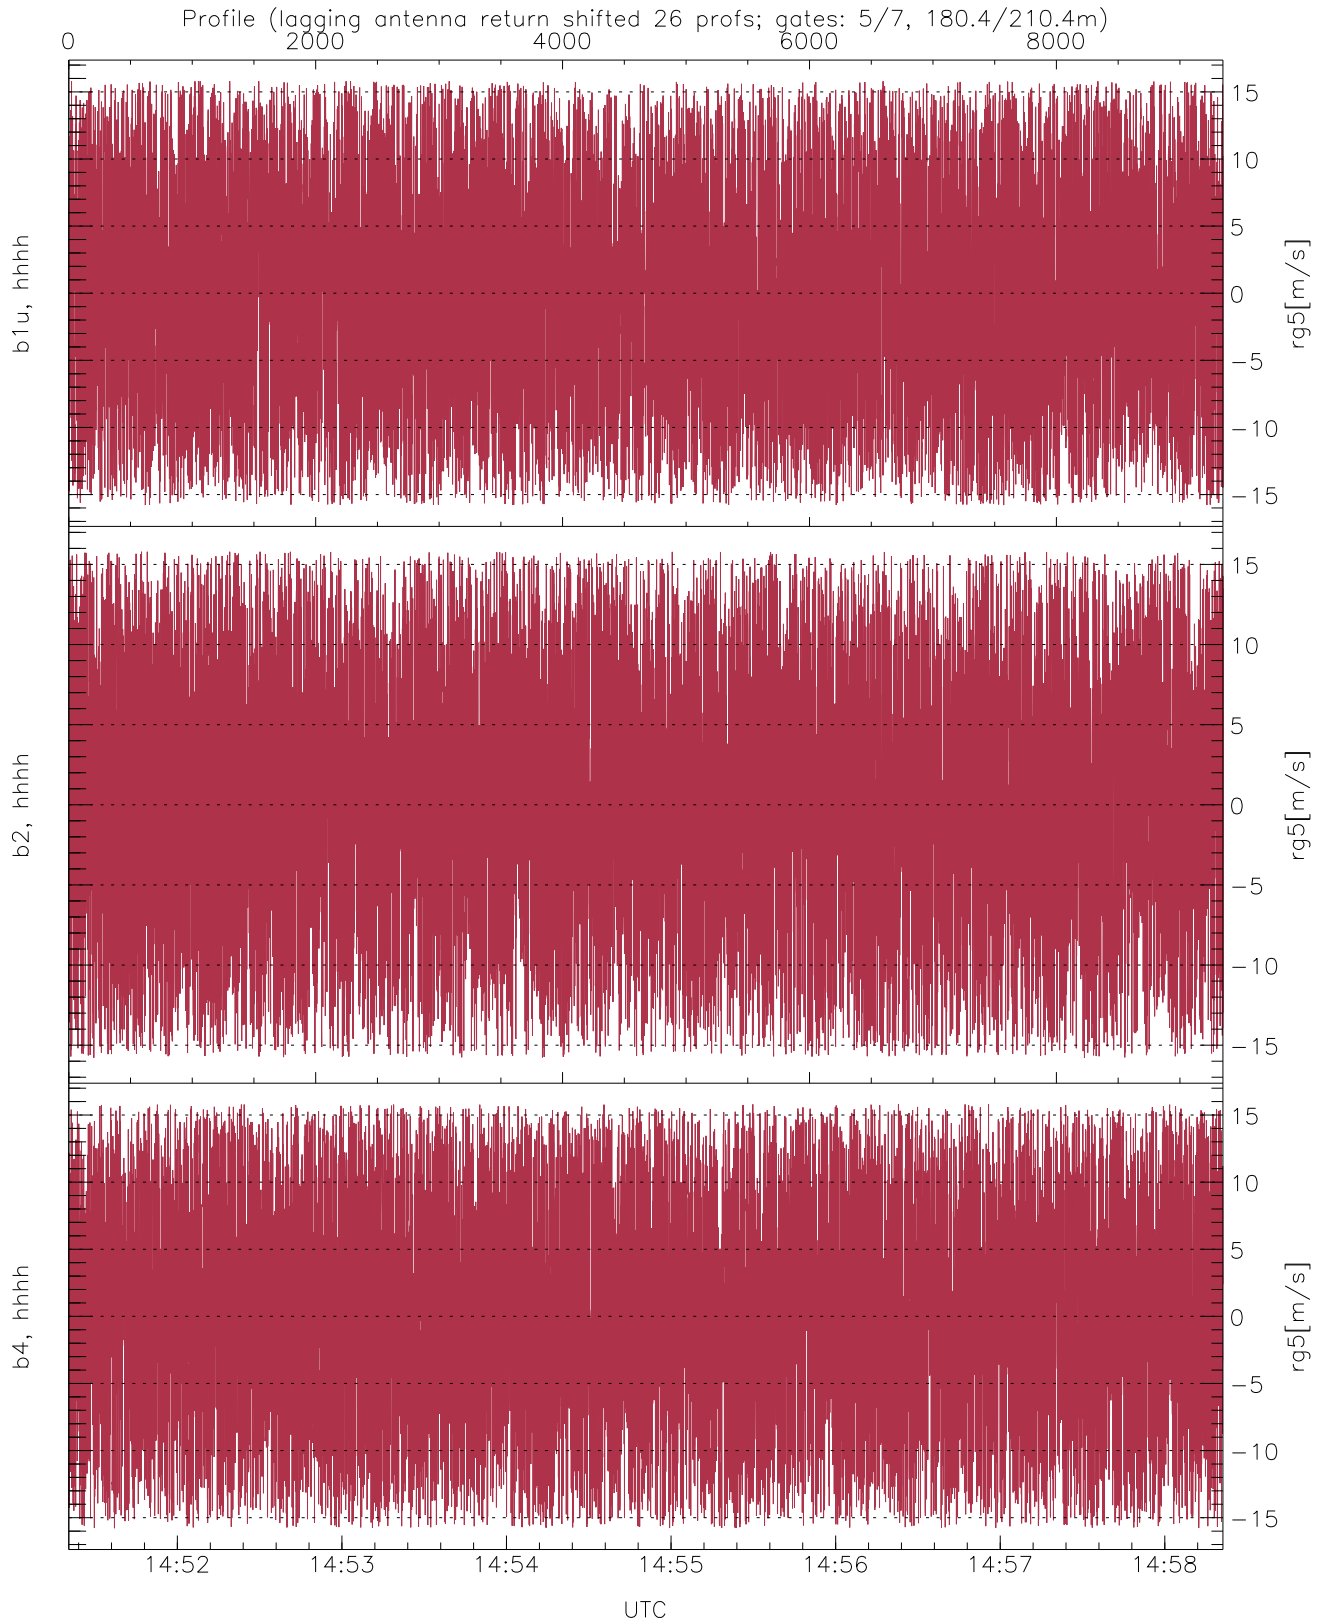 Profile (lagging antenna return shifted 26 profs; gates: 5/7, 180.4/210.4m)
0 2000 4000 6000 8000
15
10
5
0
-5
-10
-15
b1u, hhhh
rg5[m/s]
15
10
5
0
-5
-10
-15
b2, hhhh
rg5[m/s]
15
10
5
0
-5
-10
-15
b4, hhhh
rg5[m/s]
14:52 14:53 14:54 14:55 14:56 14:57 14:58
UTC